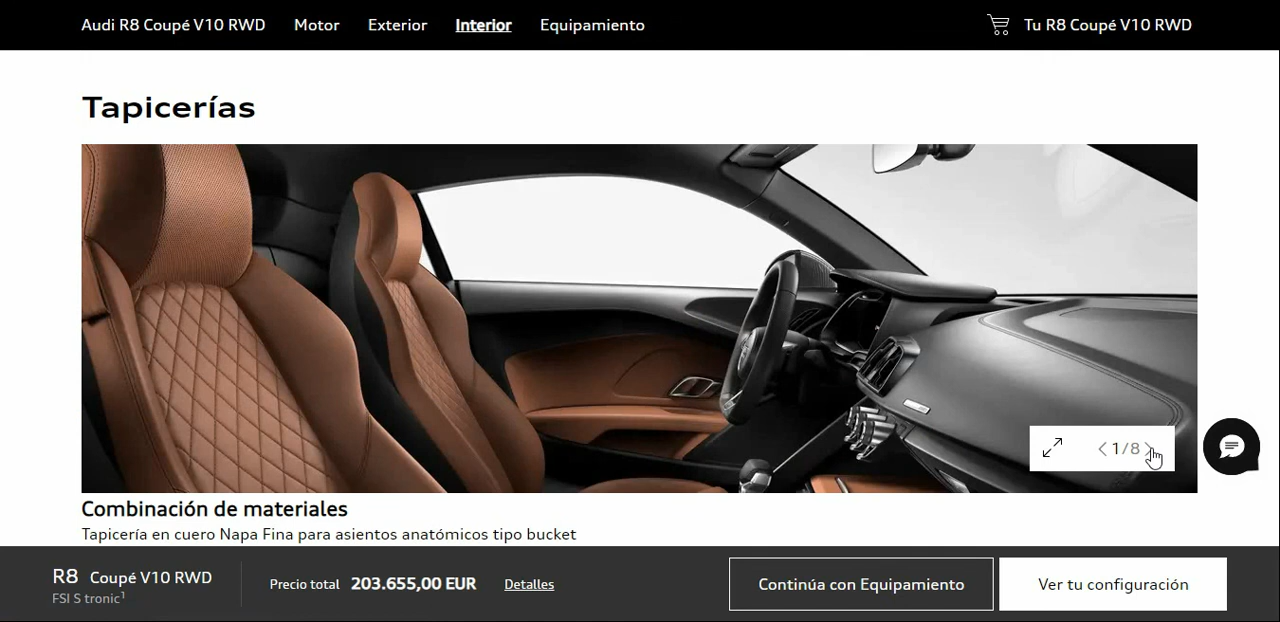 Audi R8 Coupé V10 RWD Motor Exterior Interior Equipamiento Tu R8 Coupé V10 RWD
Tapicerías
1/8
Combinación de materiales
Tapicería en cuero Napa Fina para asientos anatómicos tipo bucket
R8 Coupé V10 RWD
FSI S tronic¹
Precio total 203.655,00 EUR Detalles
Continúa con Equipamiento
Ver tu configuración